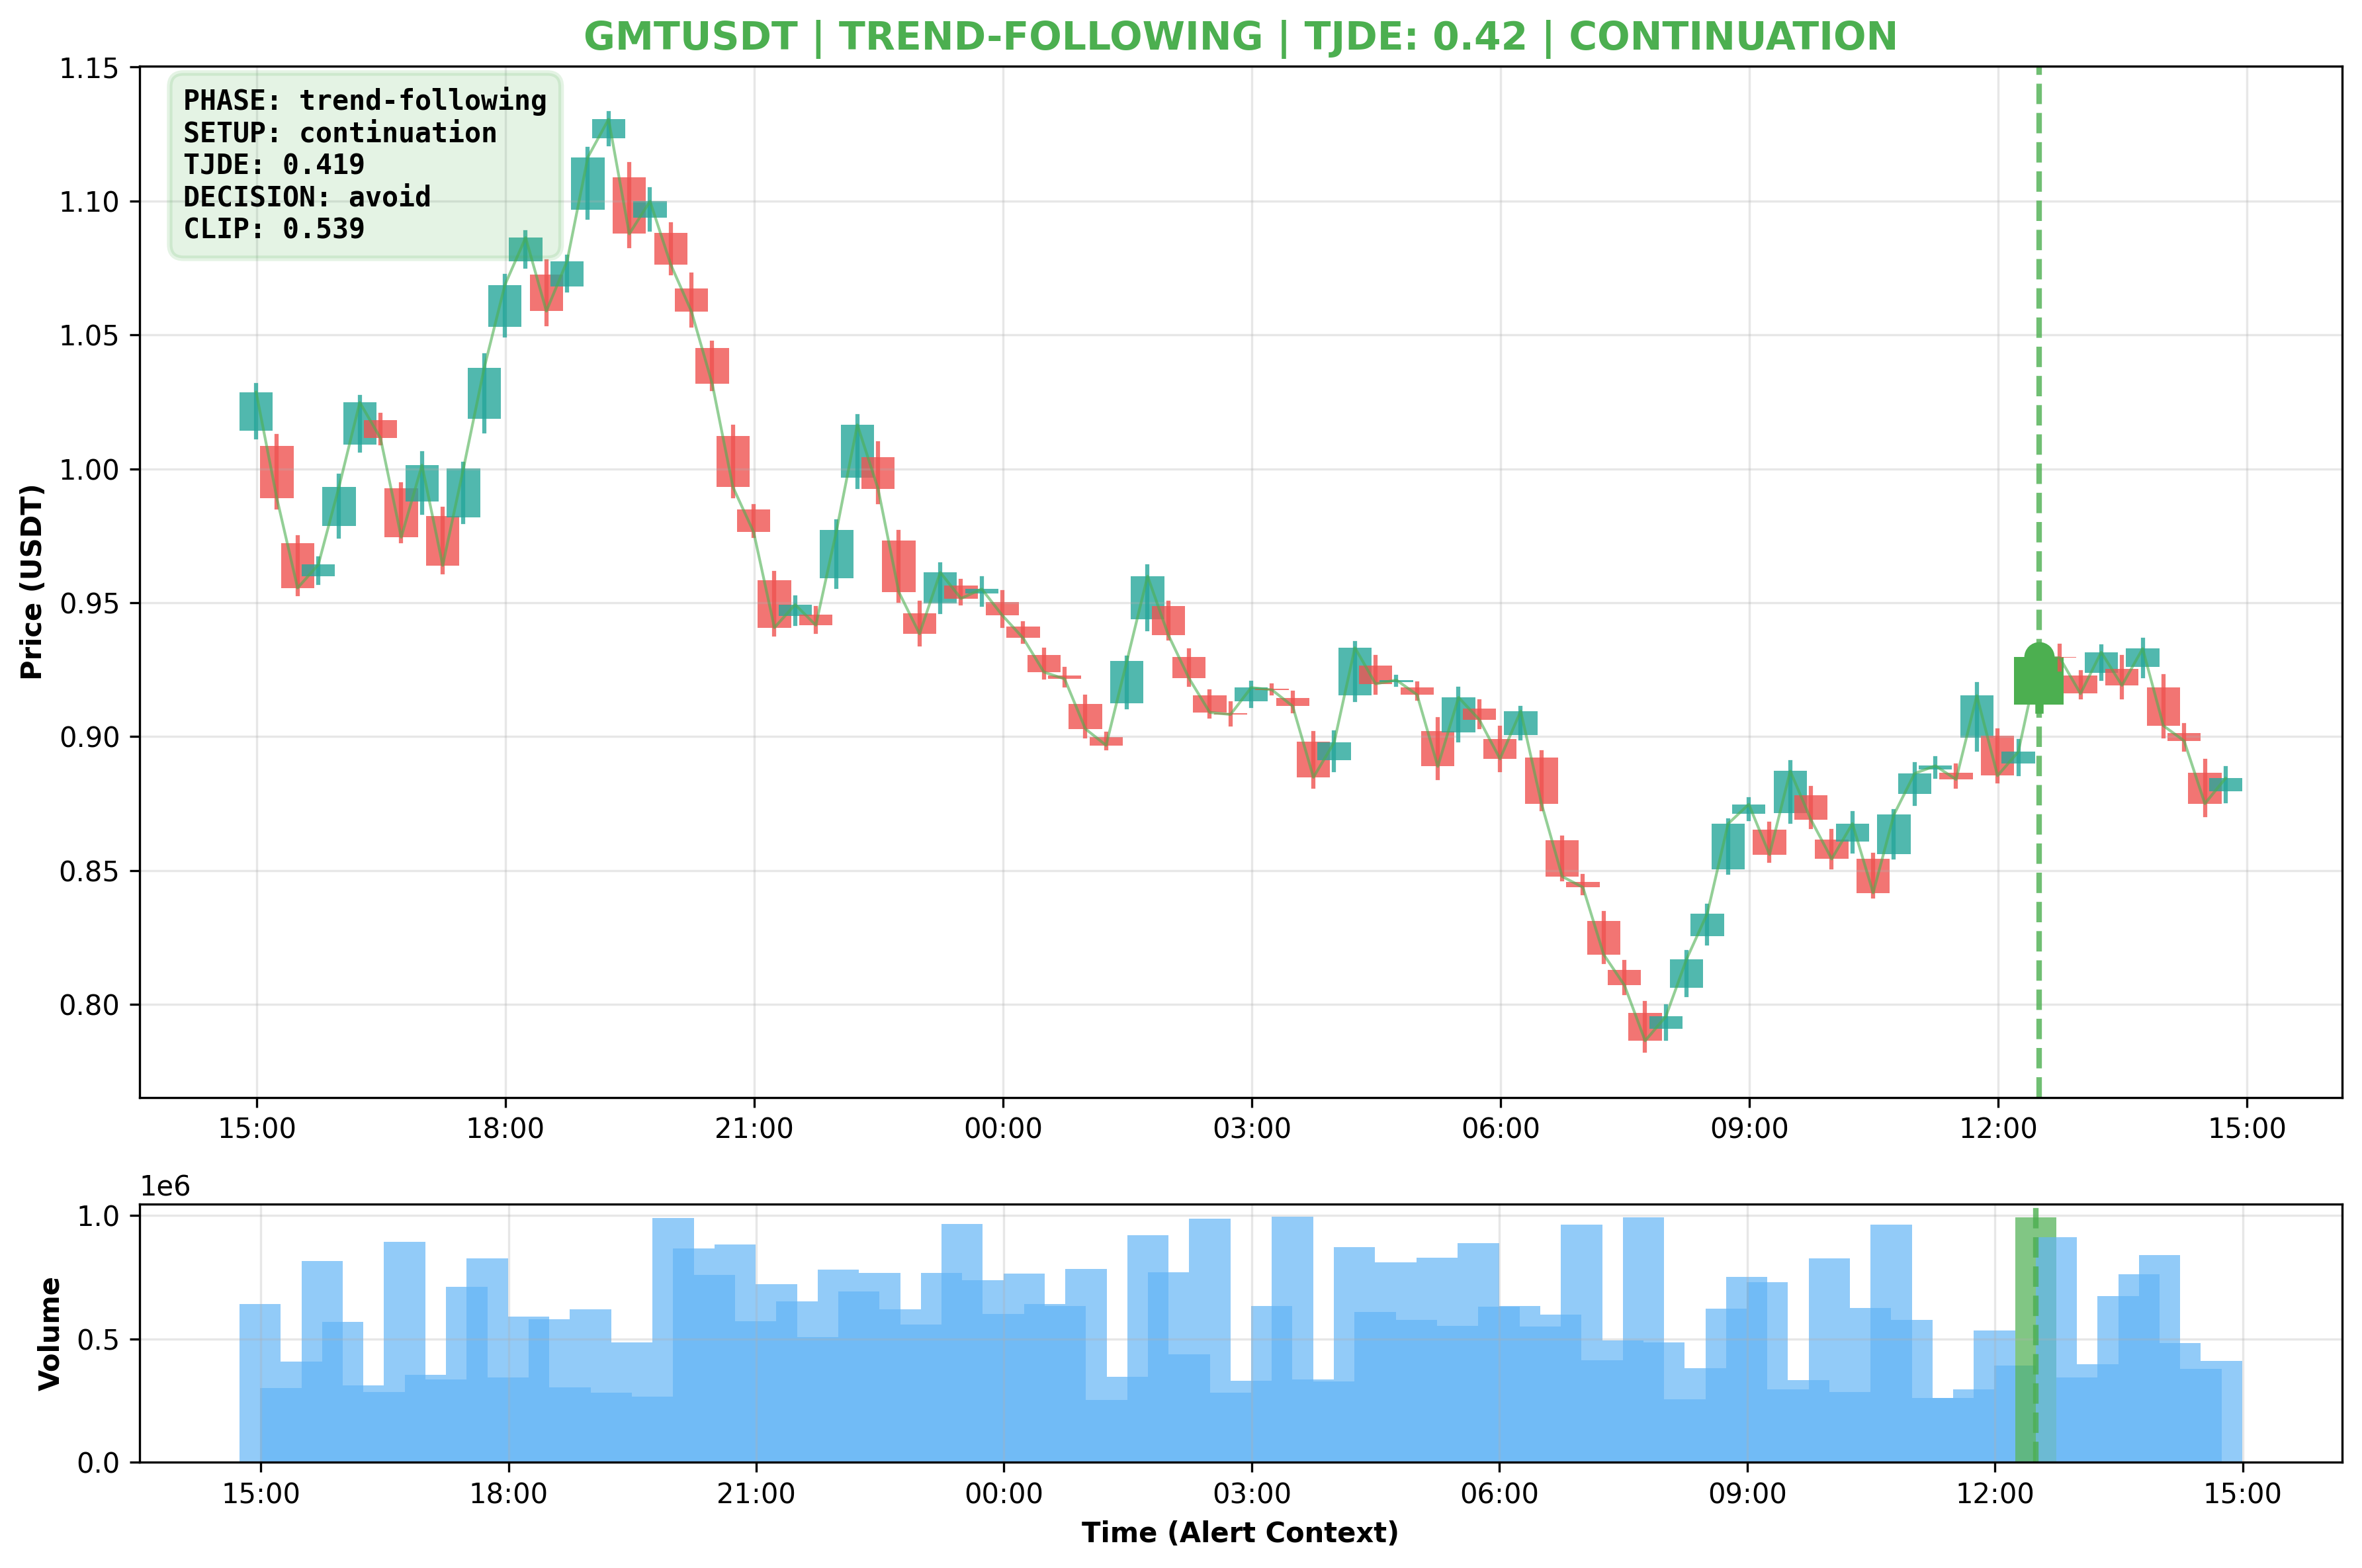 GMTUSDT | TREND-FOLLOWING | TJDE: 0.42 | CONTINUATION
PHASE: trend-following
SETUP: continuation
TJDE: 0.419
DECISION: avoid
CLIP: 0.539
Price (USDT)
1.15
1.10
1.05
1.00
0.95
0.90
0.85
0.80
15:00 18:00 21:00 00:00 03:00 06:00 09:00 12:00 15:00
1e6
Volume
1.0
0.5
0.0
15:00 18:00 21:00 00:00 03:00 06:00 09:00 12:00 15:00
Time (Alert Context)